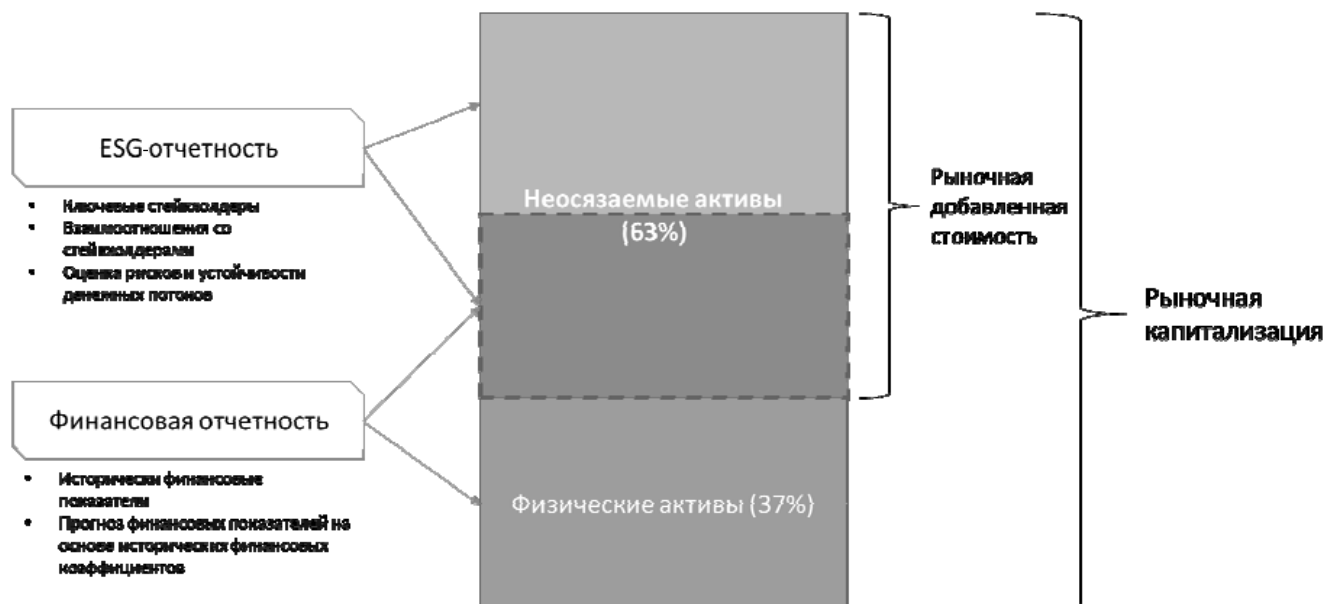 ESG-отчетность
• Ключевые стейкхолдеры
• Взаимоотношения со
стейкхолдерами
• Оценка рисков и устойчивости
денежных потоков
Финансовая отчетность
• Исторически финансовые
показатели
• Прогноз финансовых показателей на
основе исторических финансовых
коэффициентов
Неосязаемые активы
(63%)
Физические активы (37%)
Рыночная
добавленная
стоимость
Рыночная
капитализация